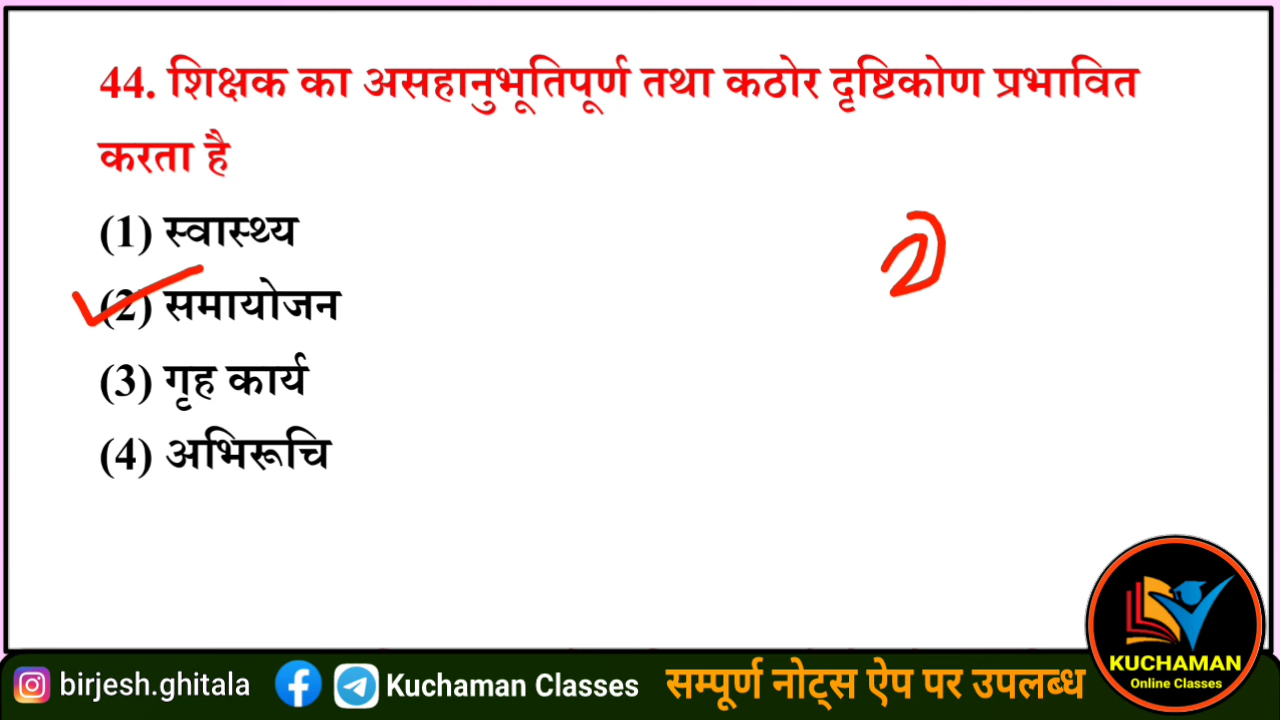 44. शिक्षक का असहानुभूतिपूर्ण तथा कठोर दृष्टिकोण प्रभावित
करता है
(1) स्वास्थ्य
2
(2) समायोजन
(3) गृह कार्य
(4) अभिरूचि
KUCHAMAN
Online Classes
birjesh.ghitala
Kuchaman Classes
सम्पूर्ण नोट्स ऐप पर उपलब्ध